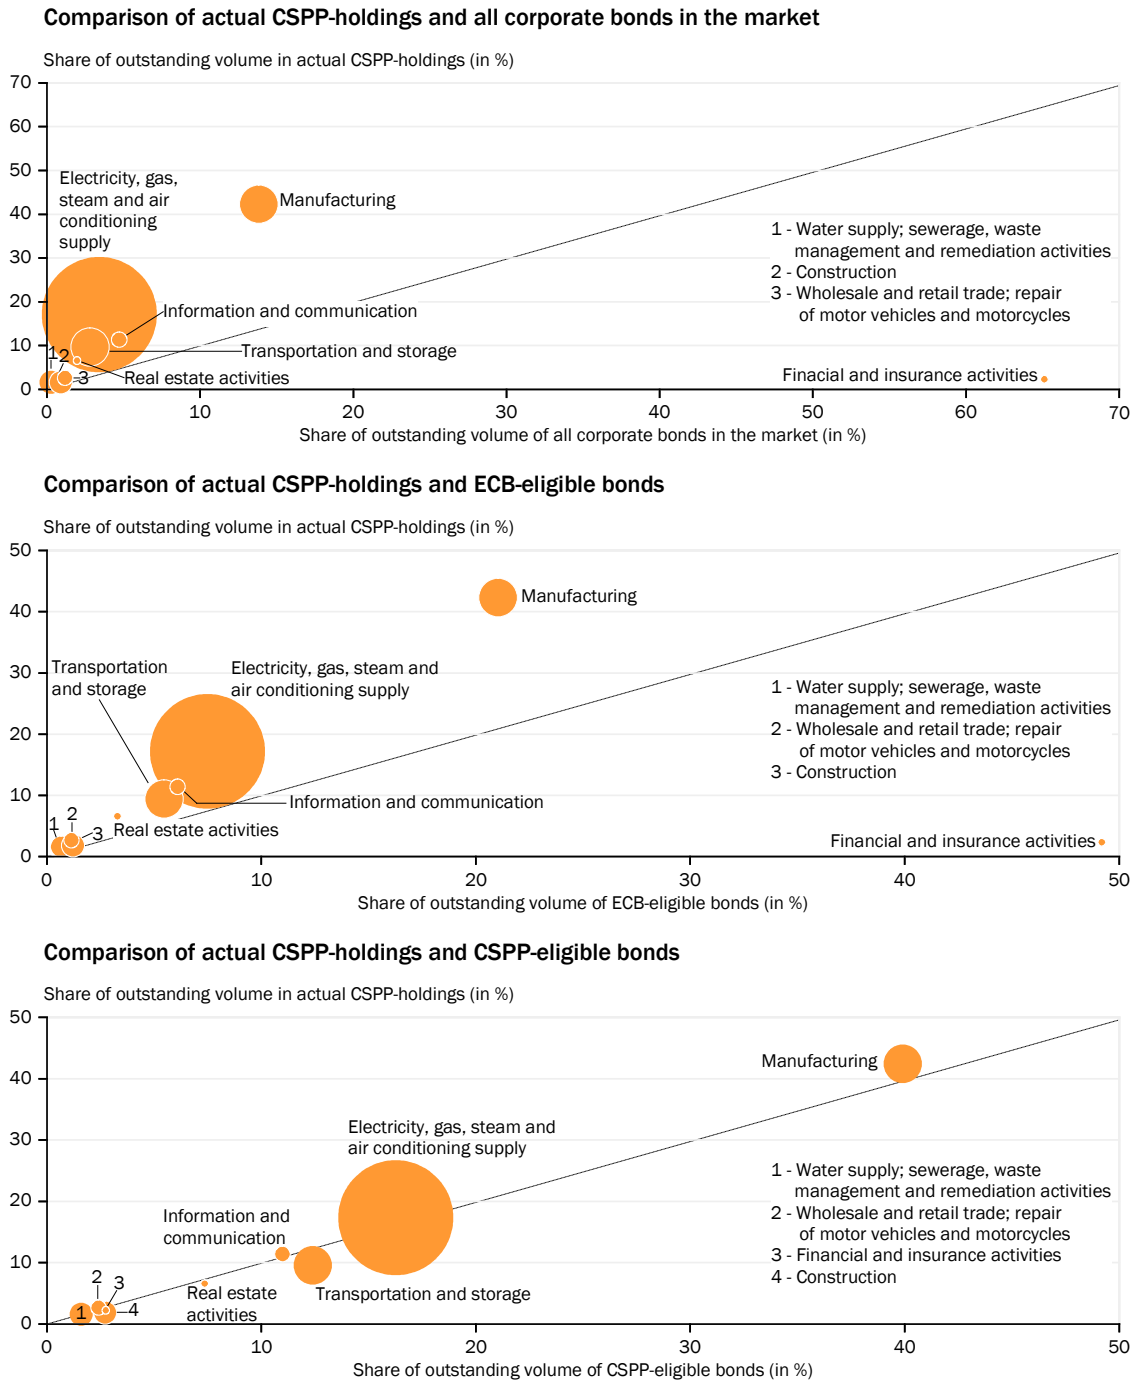 Comparison of actual CSPP-holdings and all corporate bonds in the market
Share of outstanding volume in actual CSPP-holdings (in %)
70
60
50
40
30
20
10
0
Electricity, gas,
steam and air
conditioning
supply
Manufacturing
Information and communication
Transportation and storage
Real estate activities
1
2
3
1 - Water supply; sewerage, waste
management and remediation activities
2 - Construction
3 - Wholesale and retail trade; repair
of motor vehicles and motorcycles
Finacial and insurance activities
0 10 20 30 40 50 60 70
Share of outstanding volume of all corporate bonds in the market (in %)
Comparison of actual CSPP-holdings and ECB-eligible bonds
Share of outstanding volume in actual CSPP-holdings (in %)
50
40
30
20
10
0
Manufacturing
Transportation
and storage
Electricity, gas, steam and
air conditioning supply
Information and communication
Real estate activities
1
2
3
1 - Water supply; sewerage, waste
management and remediation activities
2 - Wholesale and retail trade; repair
of motor vehicles and motorcycles
3 - Construction
Financial and insurance activities
0 10 20 30 40 50
Share of outstanding volume of ECB-eligible bonds (in %)
Comparison of actual CSPP-holdings and CSPP-eligible bonds
Share of outstanding volume in actual CSPP-holdings (in %)
50
40
30
20
10
0
Manufacturing
Electricity, gas, steam and
air conditioning supply
Information and
communication
Transportation and storage
Real estate
activities
1
2
3
4
1 - Water supply; sewerage, waste
management and remediation activities
2 - Wholesale and retail trade; repair
of motor vehicles and motorcycles
3 - Financial and insurance activities
4 - Construction
0 10 20 30 40 50
Share of outstanding volume of CSPP-eligible bonds (in %)